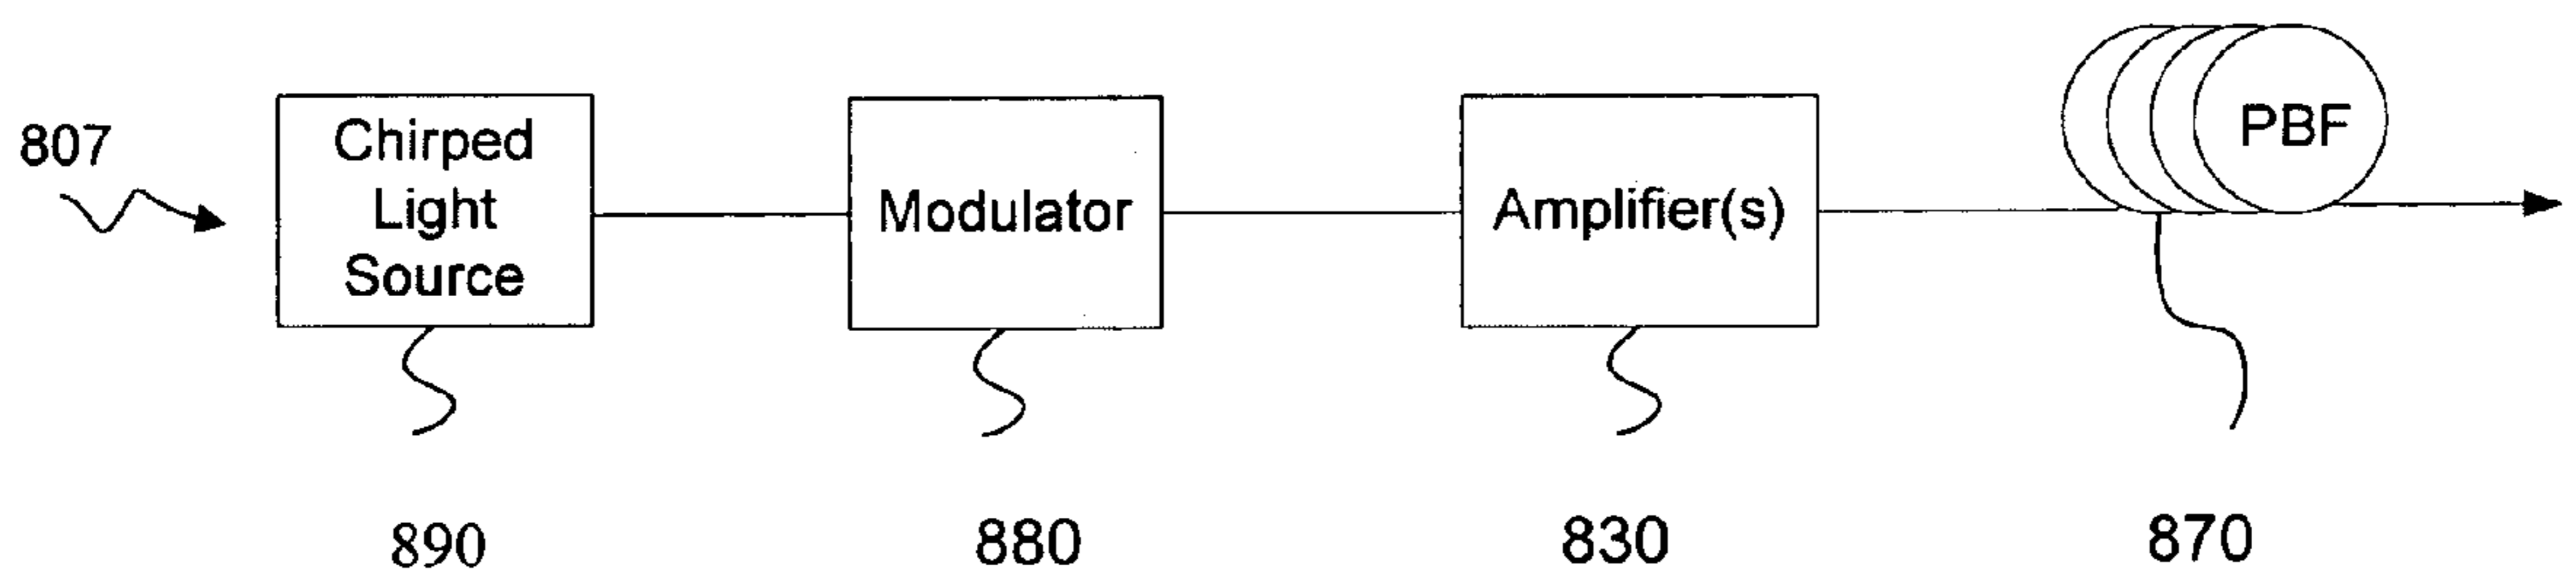 807
Chirped
Light
Source
Modulator
Amplifier(s)
PBF
890
880
830
870